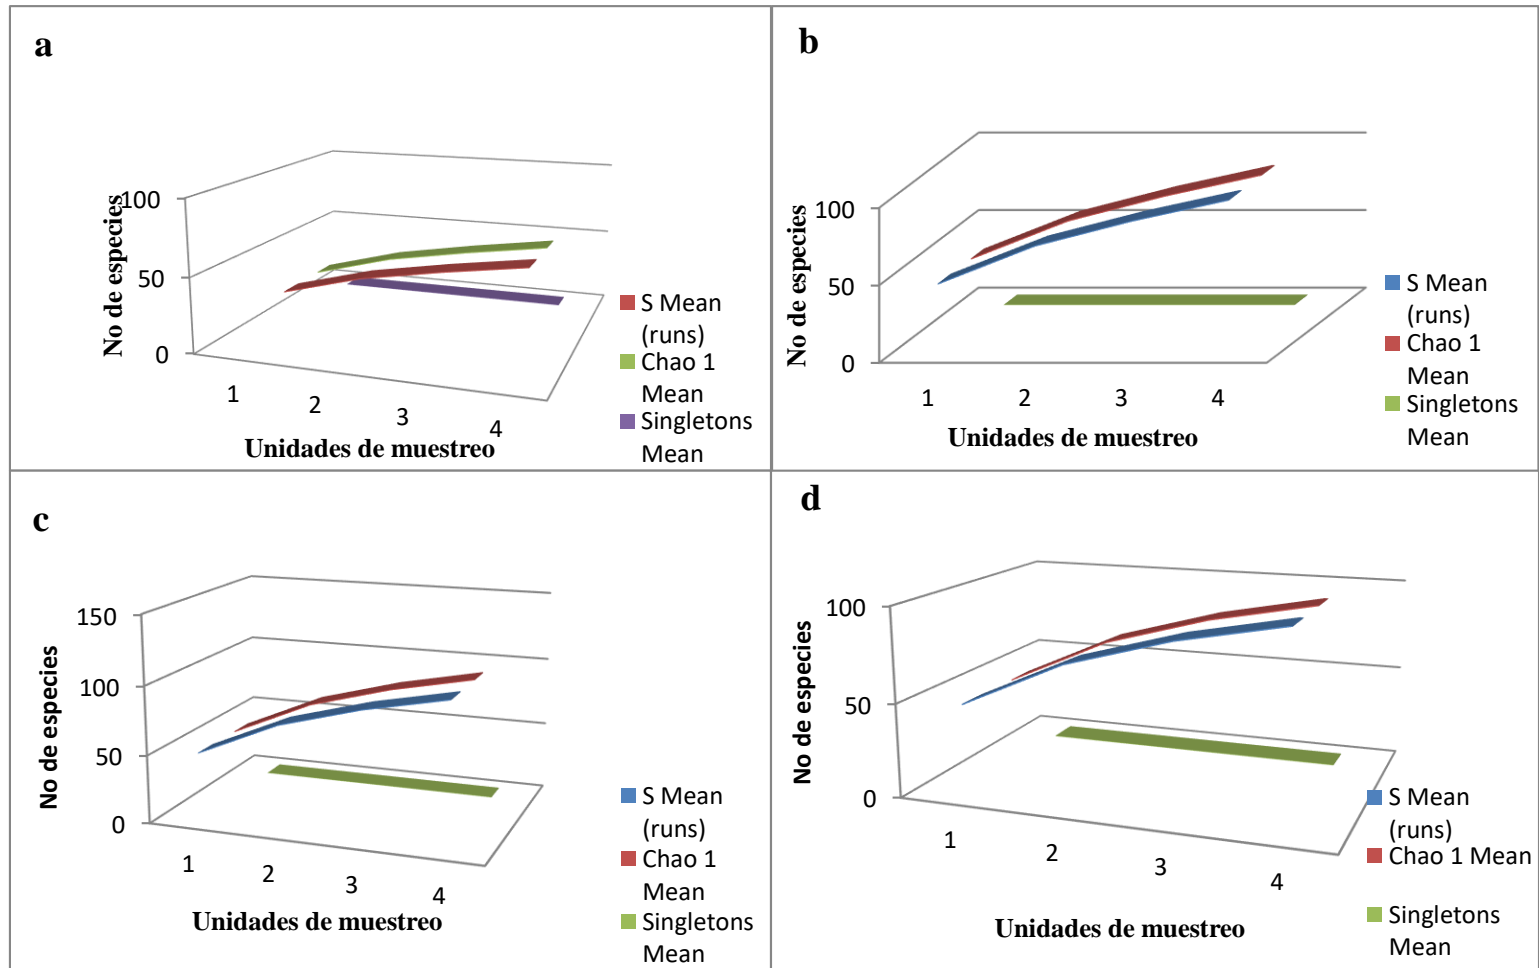 a
100
50
0
No de especies
1
2
3
4
Unidades de muestreo
S Mean
(runs)
Chao 1
Mean
Singletons
Mean
b
100
50
0
No de especies
1
2
3
4
Unidades de muestreo
S Mean
(runs)
Chao 1
Mean
Singletons
Mean
c
150
100
50
0
No de especies
1
2
3
4
Unidades de muestreo
S Mean
(runs)
Chao 1
Mean
Singletons
Mean
d
100
50
0
No de especies
1
2
3
4
Unidades de muestreo
S Mean
(runs)
Chao 1 Mean
Singletons
Mean